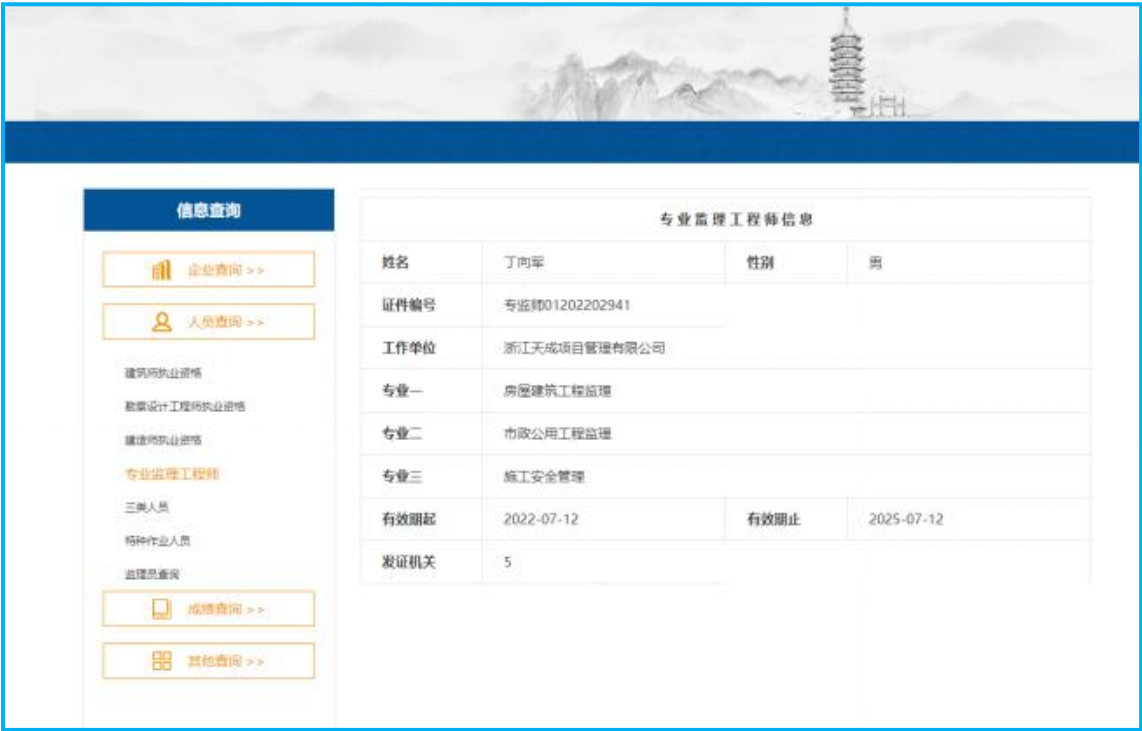 信息查询
企业查询 >>
人员查询 >>
建筑师执业资格
勘察设计工程师执业资格
建造师执业资格
专业监理工程师
三类人员
特种作业人员
监理员查询
成绩查询 >>
其他查询 >>
专业监理工程师信息
姓名 丁向军 性别 男
证件编号 专监师01202202941
工作单位 浙江天成项目管理有限公司
专业一 房屋建筑工程监理
专业二 市政公用工程监理
专业三 施工安全管理
有效期起 2022-07-12 有效期止 2025-07-12
发证机关 5